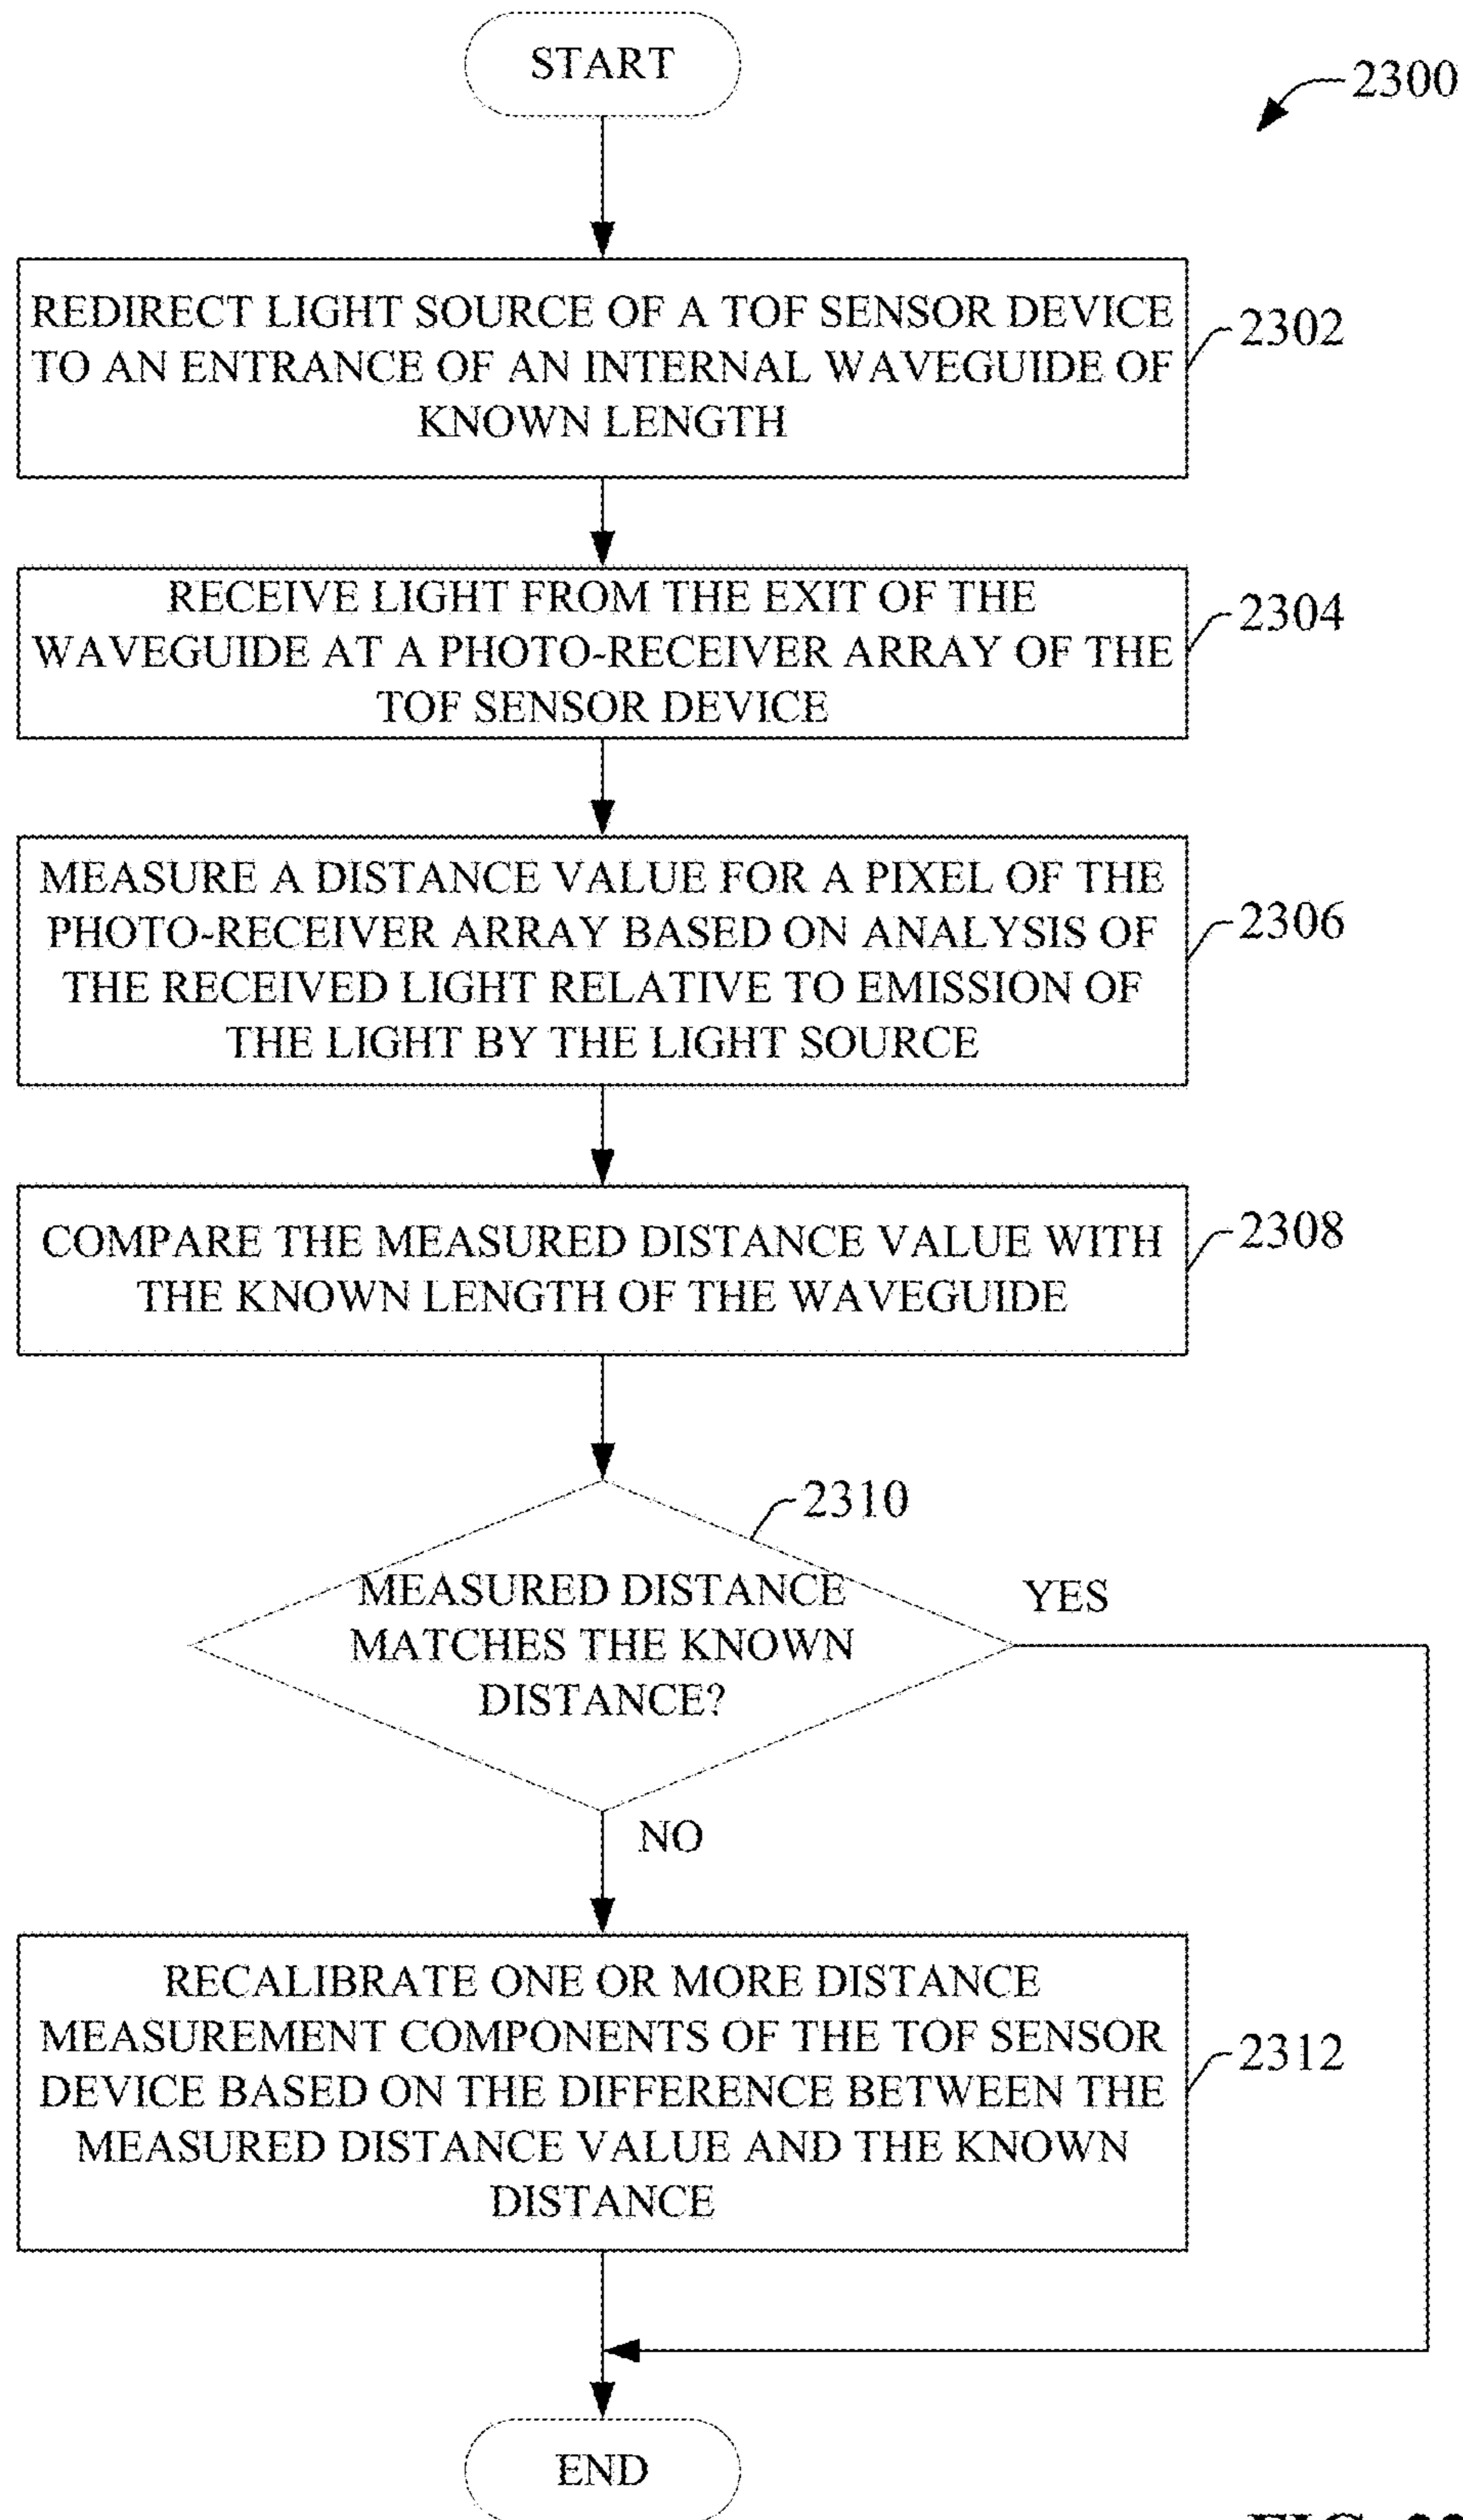 START
2300
REDIRECT LIGHT SOURCE OF A TOF SENSOR DEVICE
TO AN ENTRANCE OF AN INTERNAL WAVEGUIDE OF
KNOWN LENGTH
2302
RECEIVE LIGHT FROM THE EXIT OF THE
WAVEGUIDE AT A PHOTO-RECEIVER ARRAY OF THE
TOF SENSOR DEVICE
2304
MEASURE A DISTANCE VALUE FOR A PIXEL OF THE
PHOTO-RECEIVER ARRAY BASED ON ANALYSIS OF
THE RECEIVED LIGHT RELATIVE TO EMISSION OF
THE LIGHT BY THE LIGHT SOURCE
2306
COMPARE THE MEASURED DISTANCE VALUE WITH
THE KNOWN LENGTH OF THE WAVEGUIDE
2308
2310
MEASURED DISTANCE
MATCHES THE KNOWN
DISTANCE?
YES
NO
RECALIBRATE ONE OR MORE DISTANCE
MEASUREMENT COMPONENTS OF THE TOF SENSOR
DEVICE BASED ON THE DIFFERENCE BETWEEN THE
MEASURED DISTANCE VALUE AND THE KNOWN
DISTANCE
2312
END